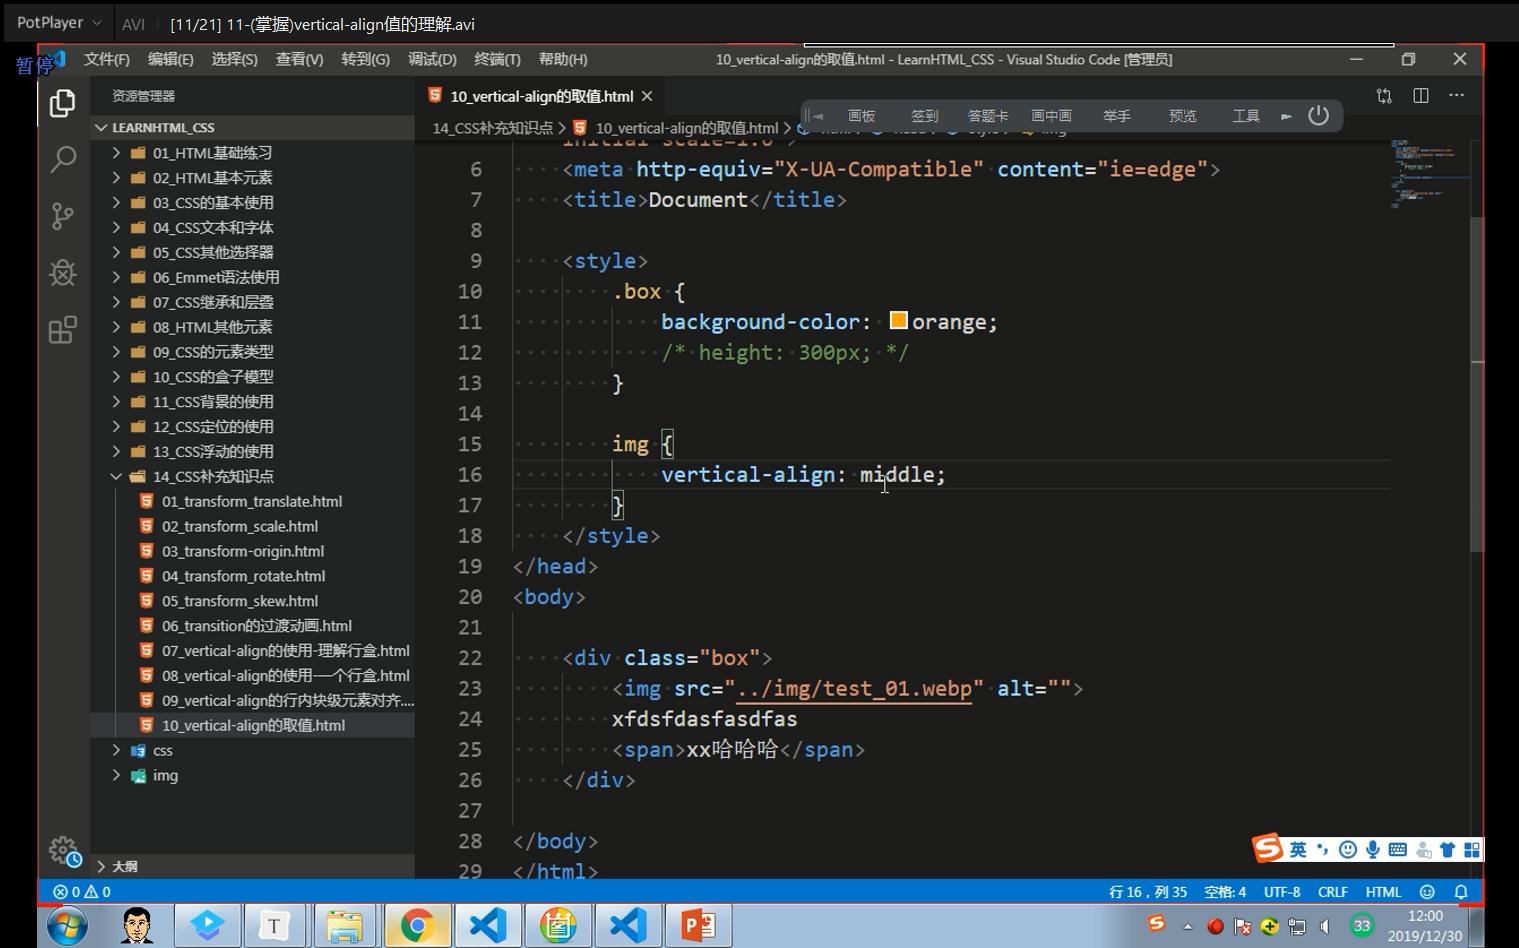 PotPlayer AVI [11/21] 11-(掌握)vertical-align值的理解.avi
暂停
文件(F) 编辑(E) 选择(S) 查看(V) 转到(G) 调试(D) 终端(T) 帮助(H) 10_vertical-align的取值.html - LearnHTML_CSS - Visual Studio Code [管理员]
资源管理器
10_vertical-align的取值.html
画板 签到 答题卡 画中画 举手 预览 工具
14_CSS补充知识点 > 10_vertical-align的取值.html >
LEARNHTML_CSS
01_HTML基础练习
02_HTML基本元素
03_CSS的基本使用
04_CSS文本和字体
05_CSS其他选择器
06_Emmet语法使用
07_CSS继承和层叠
08_HTML其他元素
09_CSS的元素类型
10_CSS的盒子模型
11_CSS背景的使用
12_CSS定位的使用
13_CSS浮动的使用
14_CSS补充知识点
01_transform_translate.html
02_transform_scale.html
03_transform-origin.html
04_transform_rotate.html
05_transform_skew.html
06_transition的过渡动画.html
07_vertical-align的使用-理解行盒.html
08_vertical-align的使用-一个行盒.html
09_vertical-align的行内块级元素对齐....
10_vertical-align的取值.html
css
img
大纲
initial-scale=1.0">
6 <meta http-equiv="X-UA-Compatible" content="ie=edge">
7 <title>Document</title>
8
9 <style>
10 .box {
11 background-color: orange;
12 /* height: 300px; */
13 }
14
15 img {
16 vertical-align: middle;
17 }
18 </style>
19 </head>
20 <body>
21
22 <div class="box">
23 <img src="../img/test_01.webp" alt="">
24 xfdsfdasfasdfas
25 <span>xx哈哈哈</span>
26 </div>
27
28 </body>
29 </html>
英
0 0 行 16，列 35 空格: 4 UTF-8 CRLF HTML
33
12:00
2019/12/30